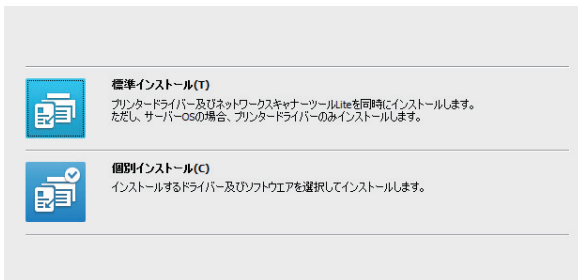 標準インストール(T)
プリンタードライバー及びネットワークスキャナーツールLiteを同時にインストールします。
ただし、サーバーOSの場合、プリンタードライバーのみインストールします。
個別インストール(C)
インストールするドライバー及びソフトウエアを選択してインストールします。